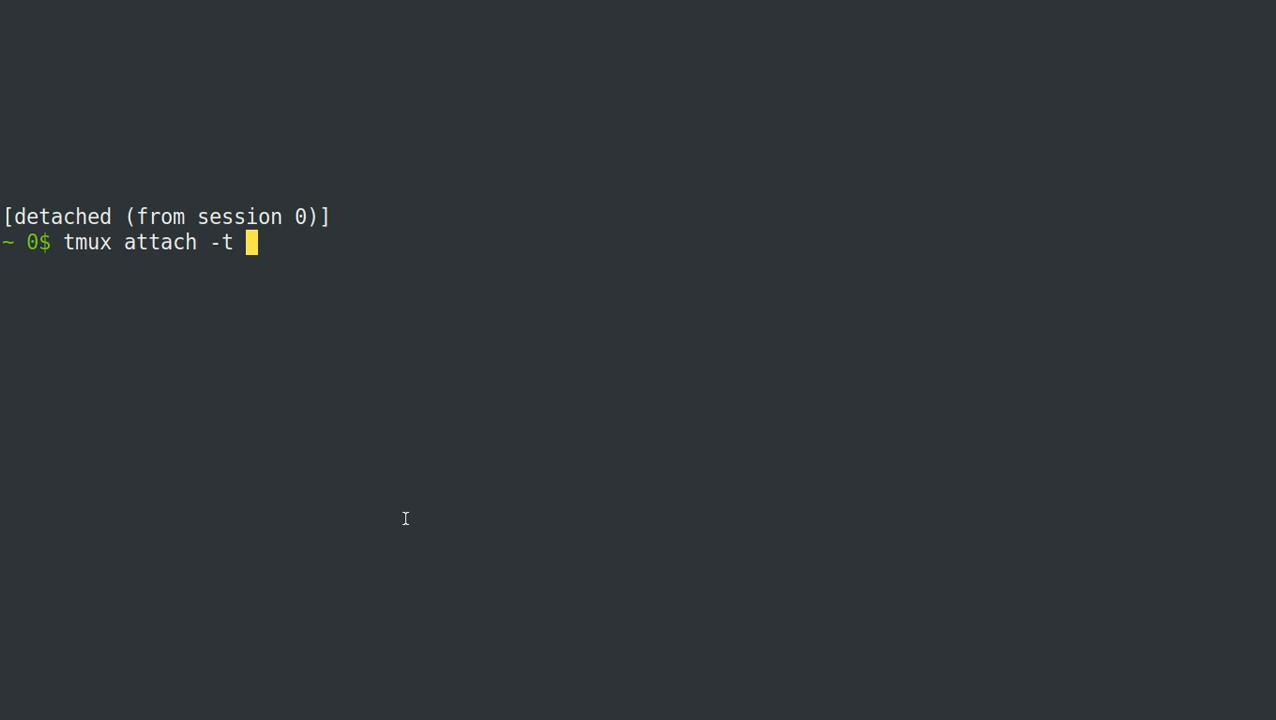 [detached (from session 0)]
~ 0$ tmux attach -t